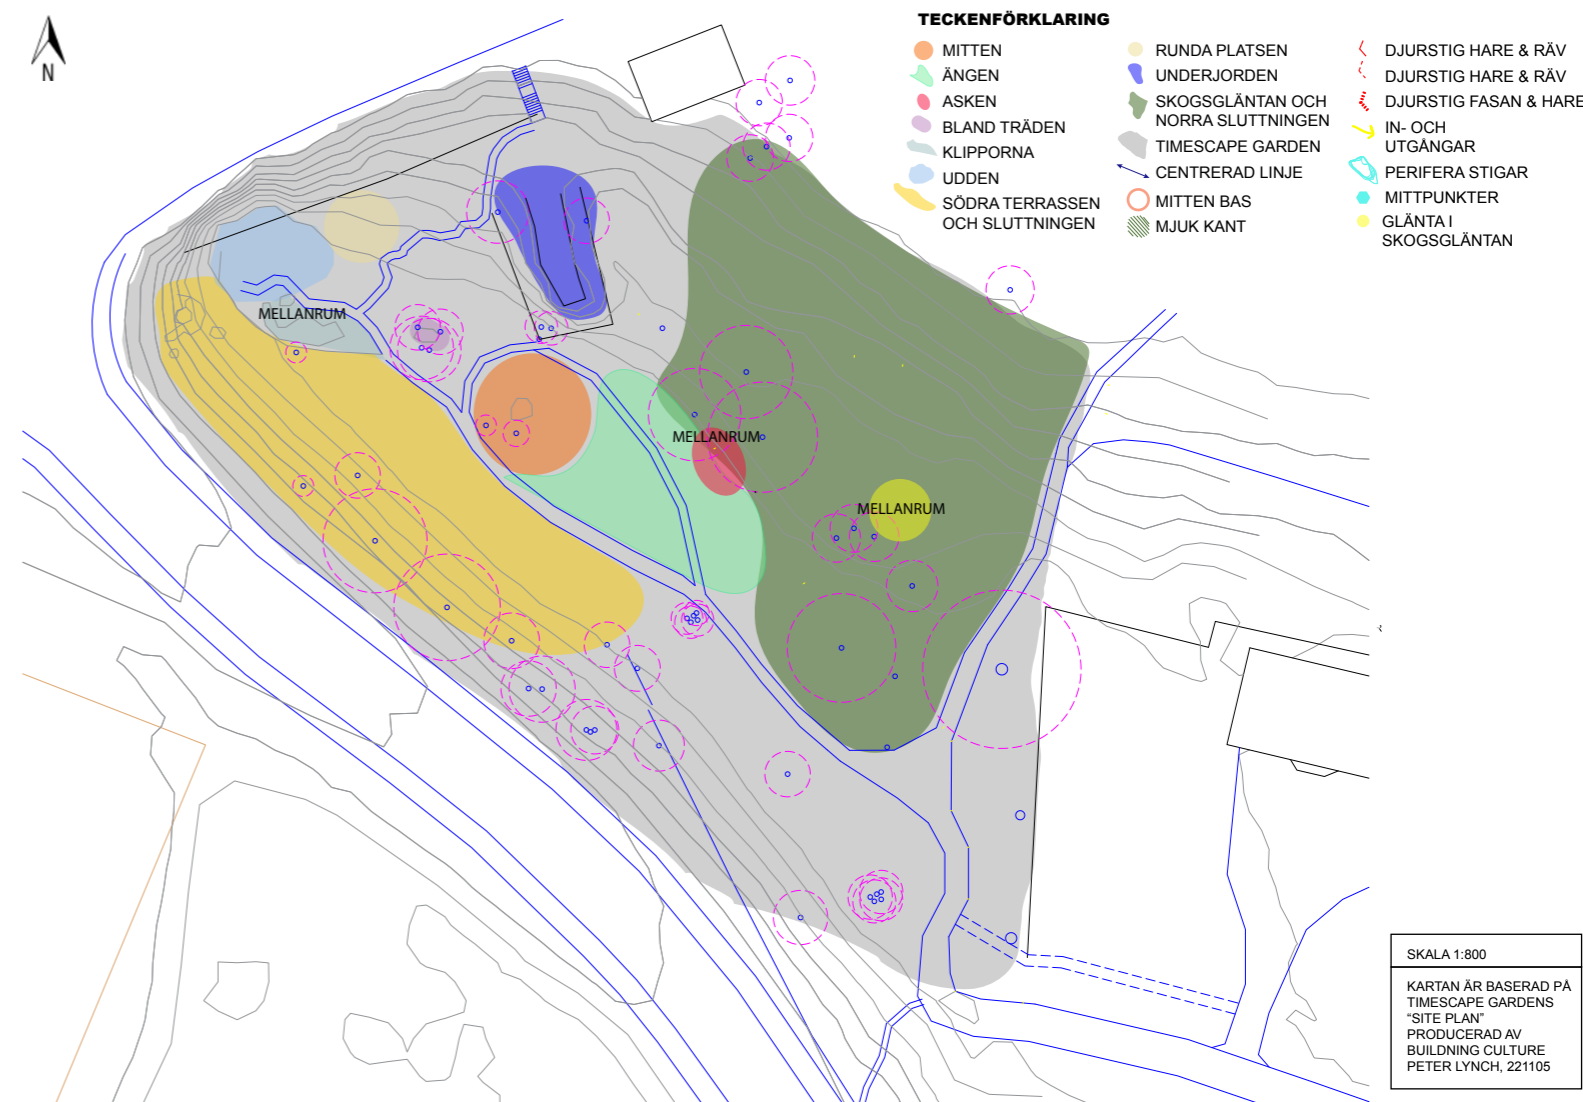 N
TECKENFÖRKLARING
MITTEN
ÄNGEN
ASKEN
BLAND TRÄDEN
KLIPPORNA
UDDEN
SÖDRA TERRASSEN
OCH SLUTTNINGEN
RUNDA PLATSEN
UNDERJORDEN
SKOGSGLÄNTAN OCH
NORRA SLUTTNINGEN
TIMESCAPE GARDEN
CENTRERAD LINJE
MITTEN BAS
MJUK KANT
DJURSTIG HARE & RÄV
DJURSTIG HARE & RÄV
DJURSTIG FASAN & HARE
IN- OCH
UTGÅNGAR
PERIFERA STIGAR
MITTPUNKTER
GLÄNTA I
SKOGSGLÄNTAN
MELLANRUM
MELLANRUM
MELLANRUM
SKALA 1:800
KARTAN ÄR BASERAD PÅ
TIMESCAPE GARDENS
“SITE PLAN”
PRODUCERAD AV
BUILDNING CULTURE
PETER LYNCH, 221105